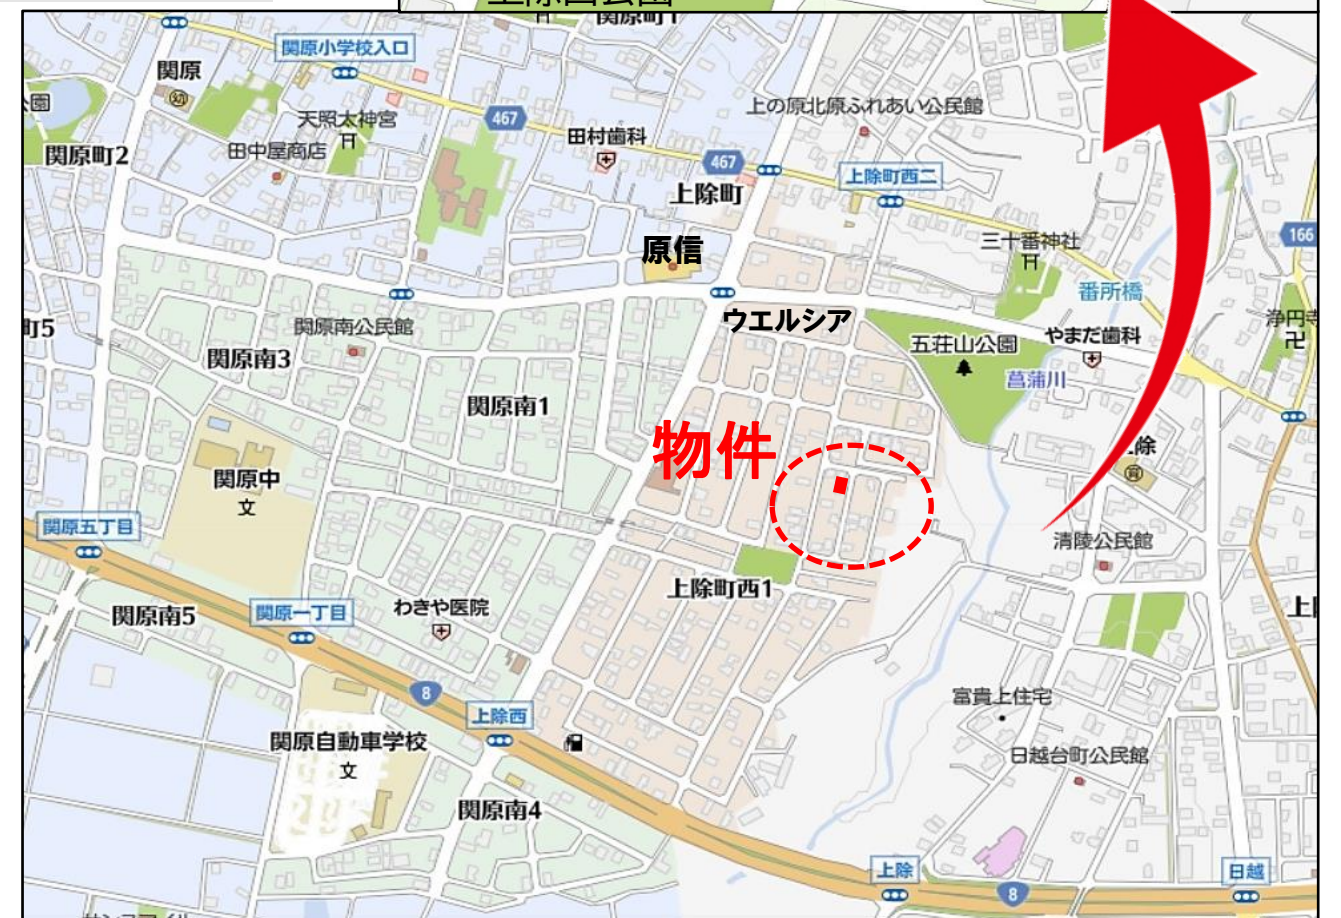 関原町1
関原小学校入口
関原
公園
天照太神宮
467
上の原北原ふれあい公民館
田村歯科
関原町2
田中屋商店
467
上除町西二
上除町
166
三十番神社
原信
番所橋
関原南公民館
ウエルシア
浄円寺
町5
五荘山公園
やまだ歯科
関原南3
菖蒲川
関原南1
物件
除
関原中
文
関原五丁目
清陵公民館
上除町西1
関原南5
関原一丁目
わきや医院
8
富貴上住宅
上除西
関原自動車学校
文
日越台町公民館
関原南4
上除
8
日越